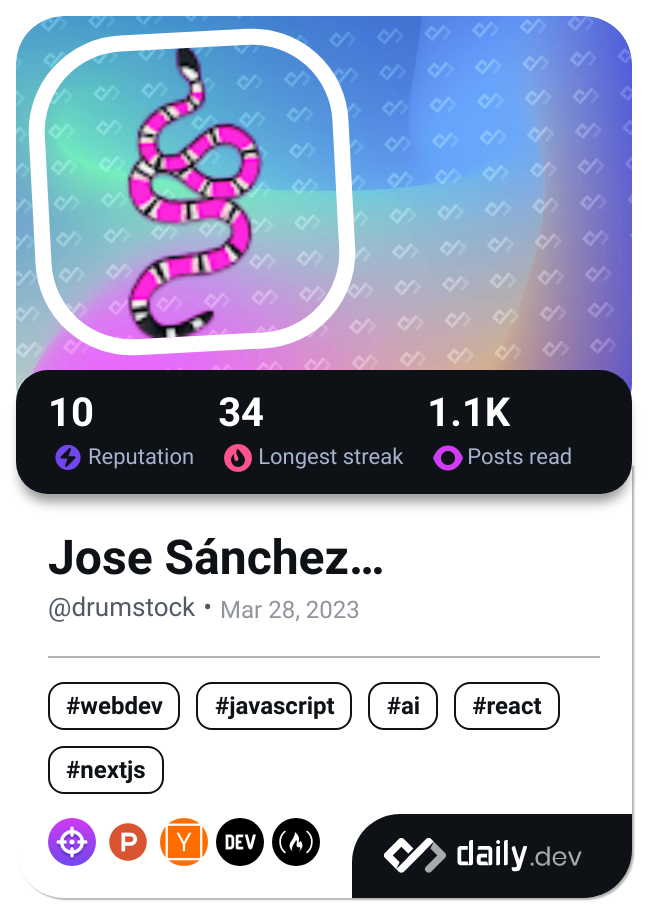 10 34 1.1K
Reputation Longest streak Posts read
Jose Sánchez...
@drumstock • Mar 28, 2023
#webdev #javascript #ai #react
#nextjs
P Y DEV
daily.dev